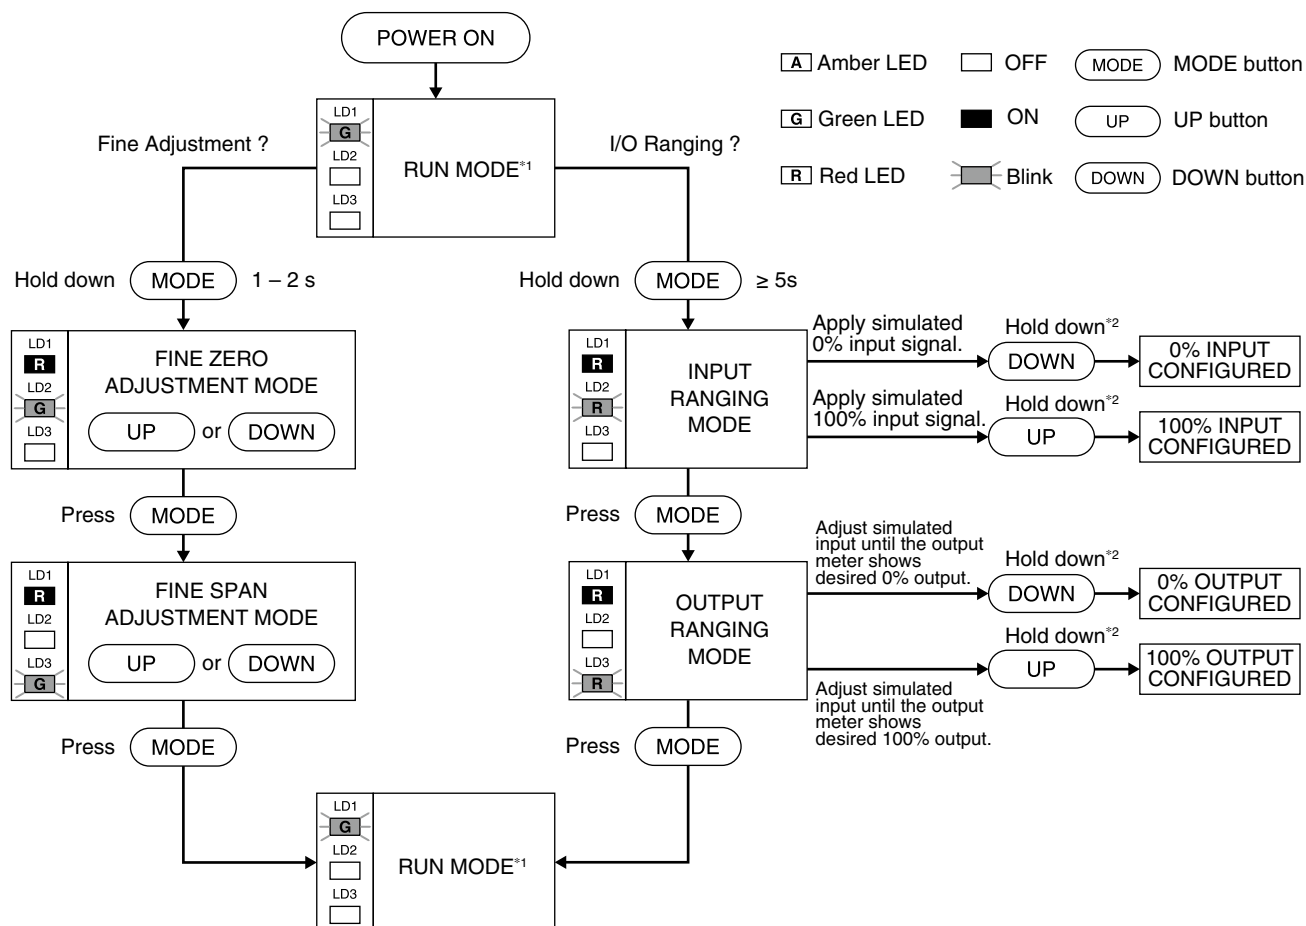 POWER ON
A Amber LED
OFF
MODE
MODE button
G Green LED
ON
UP
UP button
R Red LED
Blink
DOWN
DOWN button
LD1
G
LD2
LD3
RUN MODE*1
Fine Adjustment ?
I/O Ranging ?
Hold down
MODE
1 – 2 s
Hold down
MODE
≥ 5s
LD1
R
LD2
G
LD3
FINE ZERO
ADJUSTMENT MODE
UP
or
DOWN
LD1
R
LD2
R
LD3
INPUT
RANGING
MODE
Apply simulated
0% input signal.
Hold down*2
DOWN
0% INPUT
CONFIGURED
Apply simulated
100% input signal.
Hold down*2
UP
100% INPUT
CONFIGURED
Press
MODE
Press
MODE
LD1
R
LD2
LD3
G
FINE SPAN
ADJUSTMENT MODE
UP
or
DOWN
LD1
R
LD2
LD3
R
OUTPUT
RANGING
MODE
Adjust simulated
input until the output
meter shows
desired 0% output.
Hold down*2
DOWN
0% OUTPUT
CONFIGURED
Hold down*2
UP
100% OUTPUT
CONFIGURED
Adjust simulated
input until the output
meter shows
desired 100% output.
Press
MODE
Press
MODE
LD1
G
LD2
LD3
RUN MODE*1